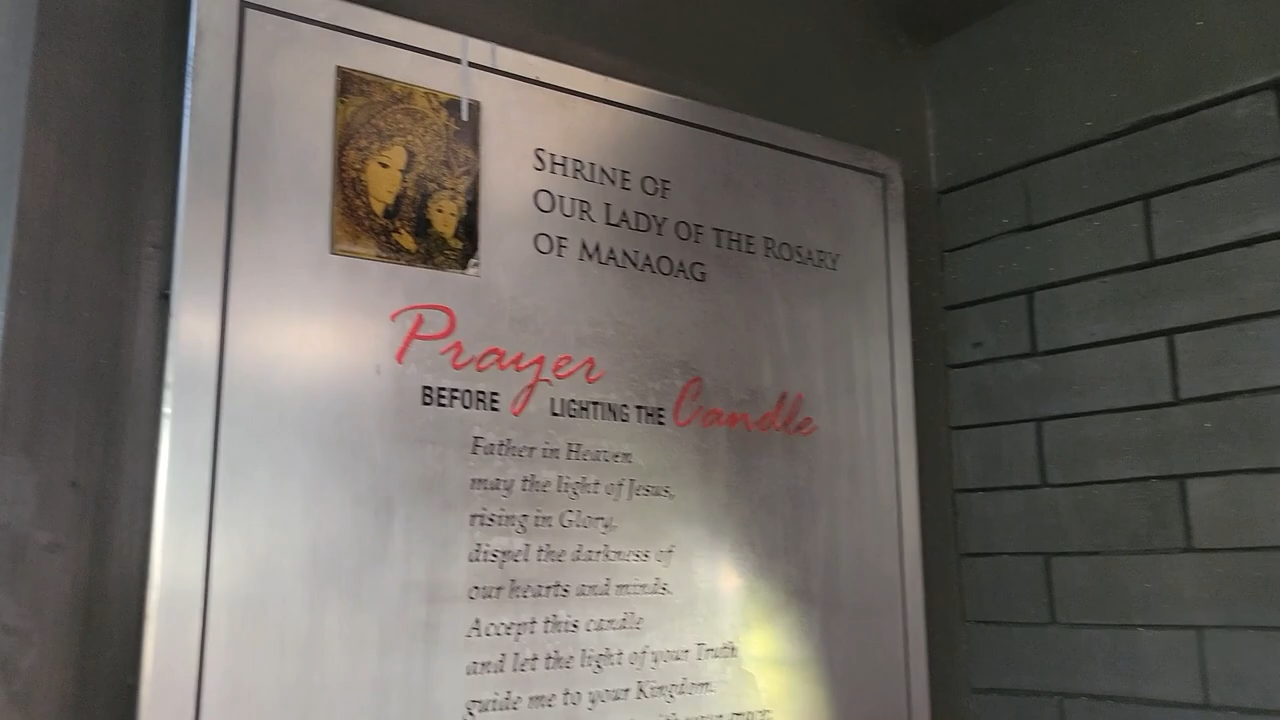 SHRINE OF
OUR LADY OF THE ROSARY
OF MANAOAG
Prayer
BEFORE LIGHTING THE Candle
Father in Heaven
may the light of Jesus,
rising in Glory,
dispel the darkness of
our hearts and minds.
Accept this candle
and let the light of your Truth
guide me to your Kingdom.
with your